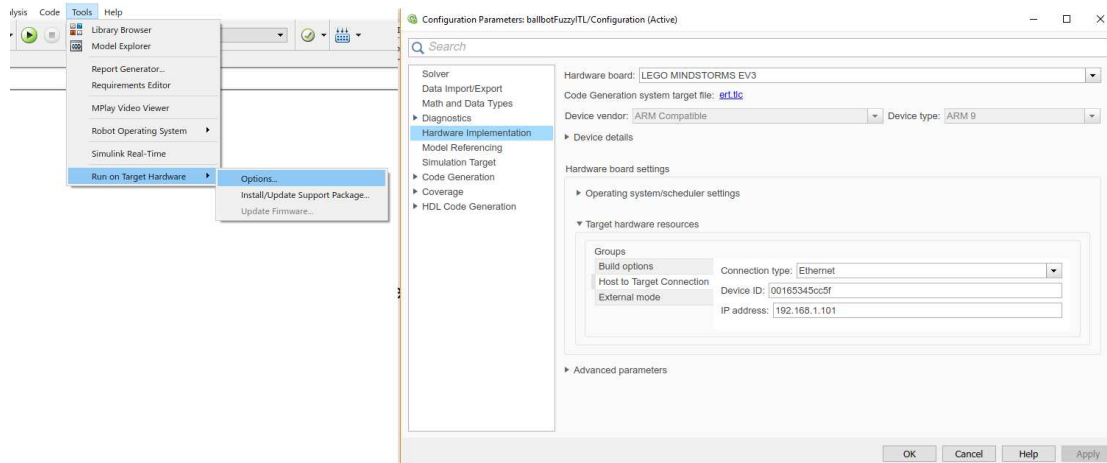 lysis Code Tools Help
Library Browser
Model Explorer
Report Generator...
Requirements Editor
MPlay Video Viewer
Robot Operating System
Simulink Real-Time
Run on Target Hardware
Options...
Install/Update Support Package...
Update Firmware...
Configuration Parameters: ballbotFuzzyITL/Configuration (Active)
Search
Solver
Data Import/Export
Math and Data Types
Diagnostics
Hardware Implementation
Model Referencing
Simulation Target
Code Generation
Coverage
HDL Code Generation
Hardware board: LEGO MINDSTORMS EV3
Code Generation system target file: ert.tlc
Device vendor: ARM Compatible Device type: ARM 9
Device details
Hardware board settings
Operating system/scheduler settings
Target hardware resources
Groups
Build options
Host to Target Connection
External mode
Connection type: Ethernet
Device ID: 00165345cc5f
IP address: 192.168.1.101
Advanced parameters
OK Cancel Help Apply